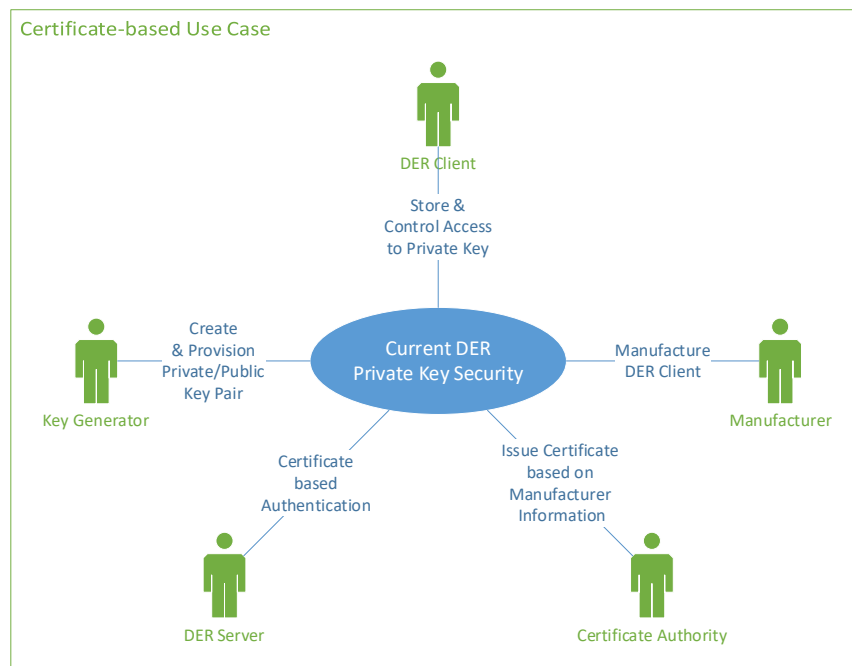 Certificate-based Use Case
DER Client
Store &
Control Access
to Private Key
Create
& Provision
Private/Public
Key Pair
Key Generator
Current DER
Private Key Security
Manufacture
DER Client
Manufacturer
Certificate
based
Authentication
DER Server
Issue Certificate
based on
Manufacturer
Information
Certificate Authority